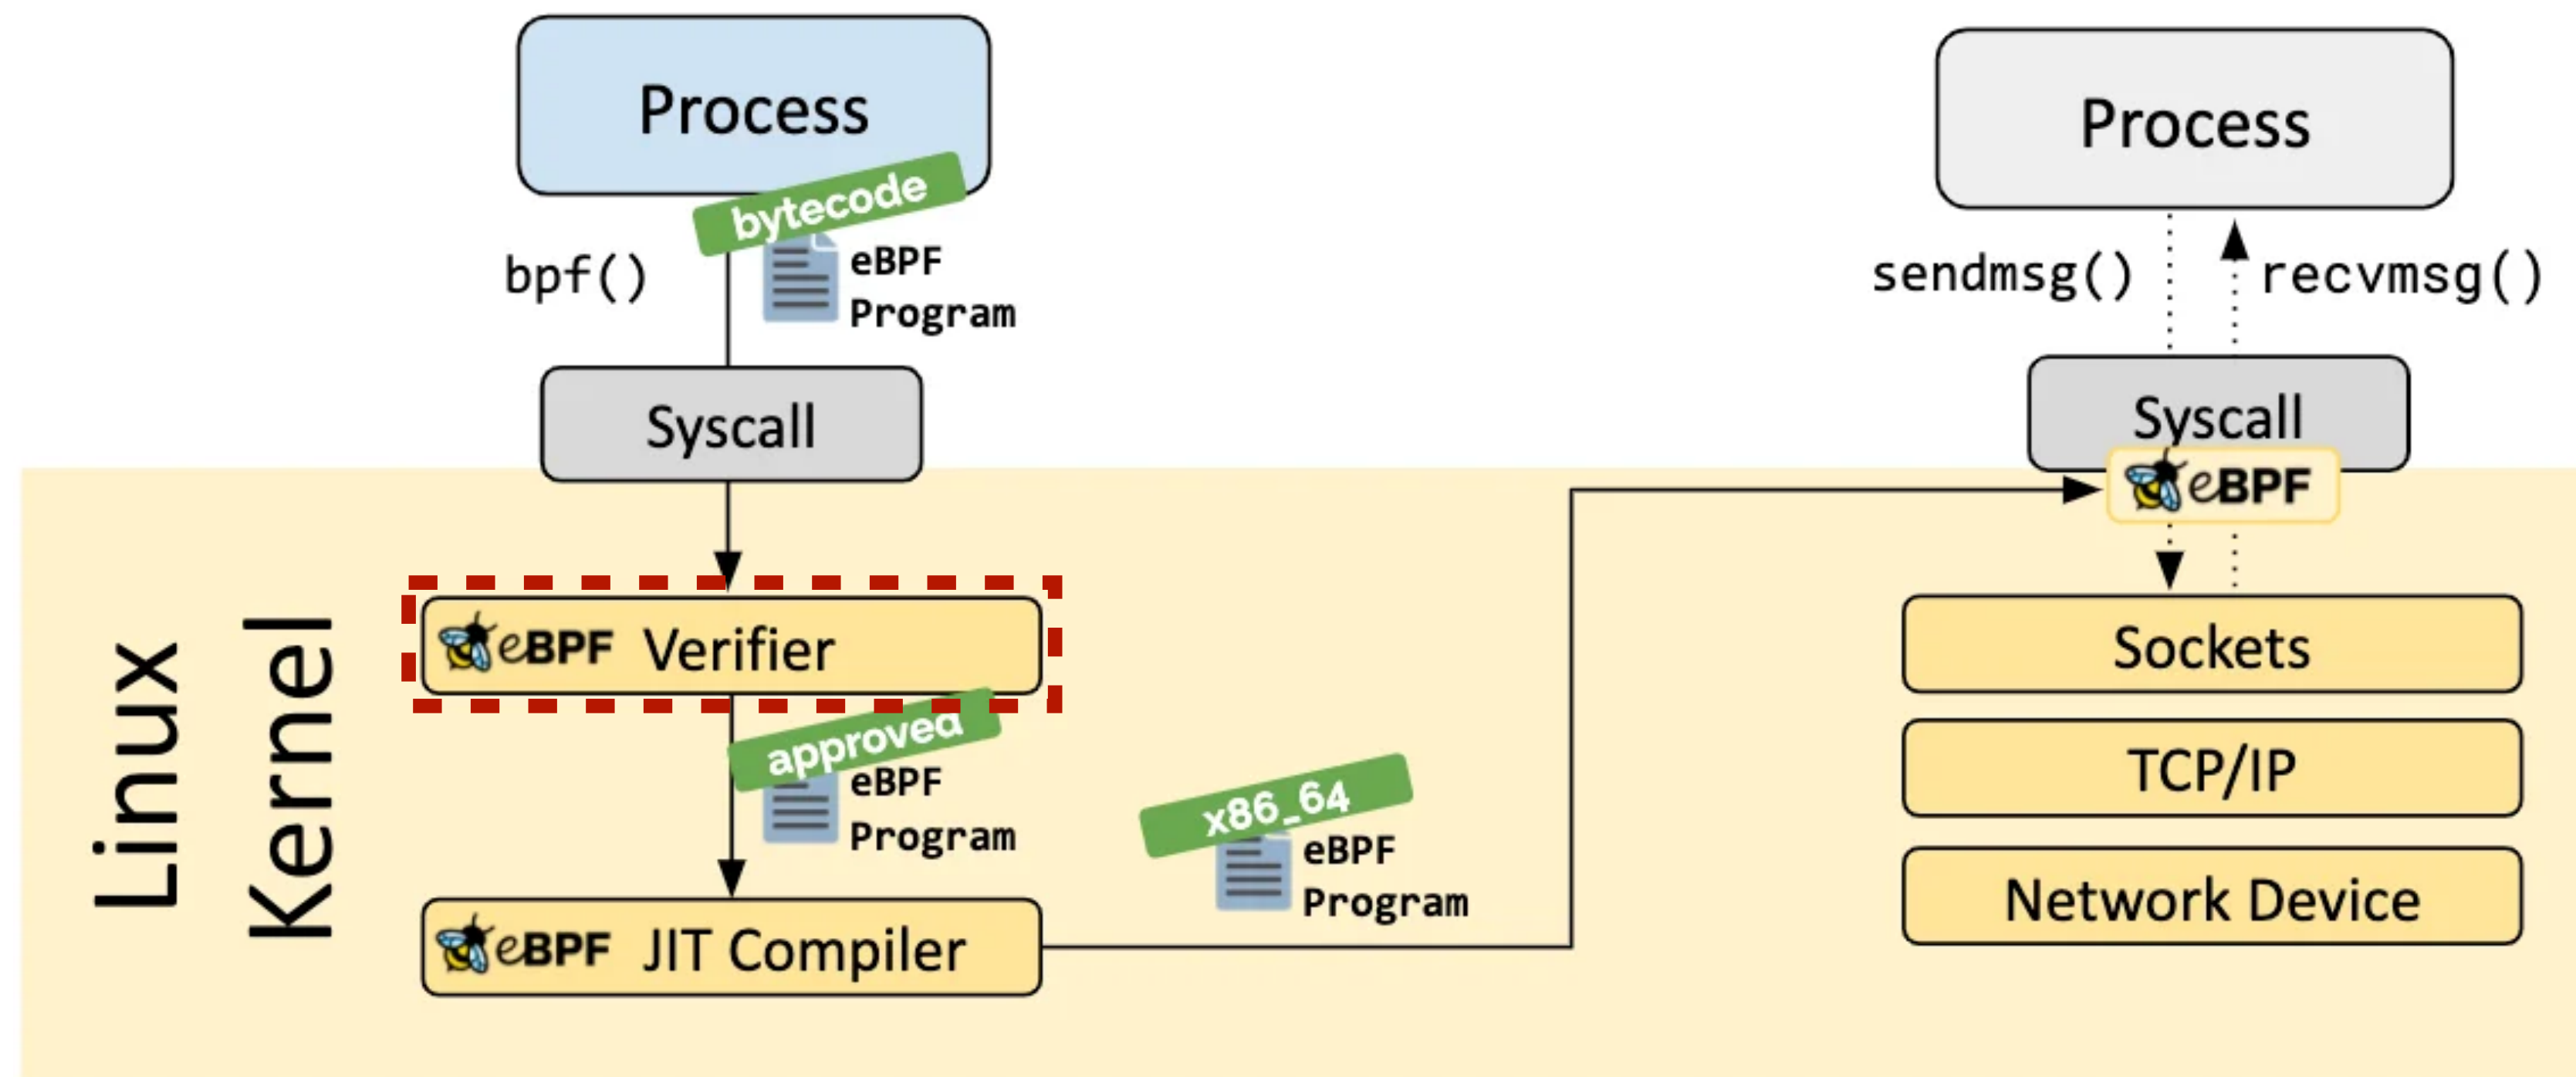 Process
bytecode
bpf()
eBPF
Program
Syscall
Linux
Kernel
eBPF Verifier
approved
eBPF
Program
eBPF JIT Compiler
x86_64
eBPF
Program
Process
sendmsg()
recvmsg()
Syscall
eBPF
Sockets
TCP/IP
Network Device